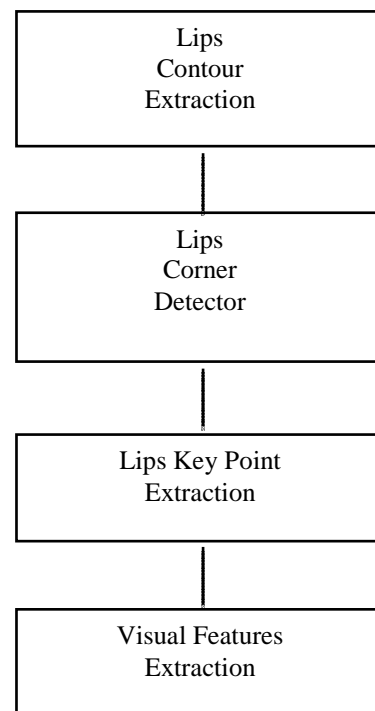 Lips
Contour
Extraction
Lips
Corner
Detector
Lips Key Point
Extraction
Visual Features
Extraction